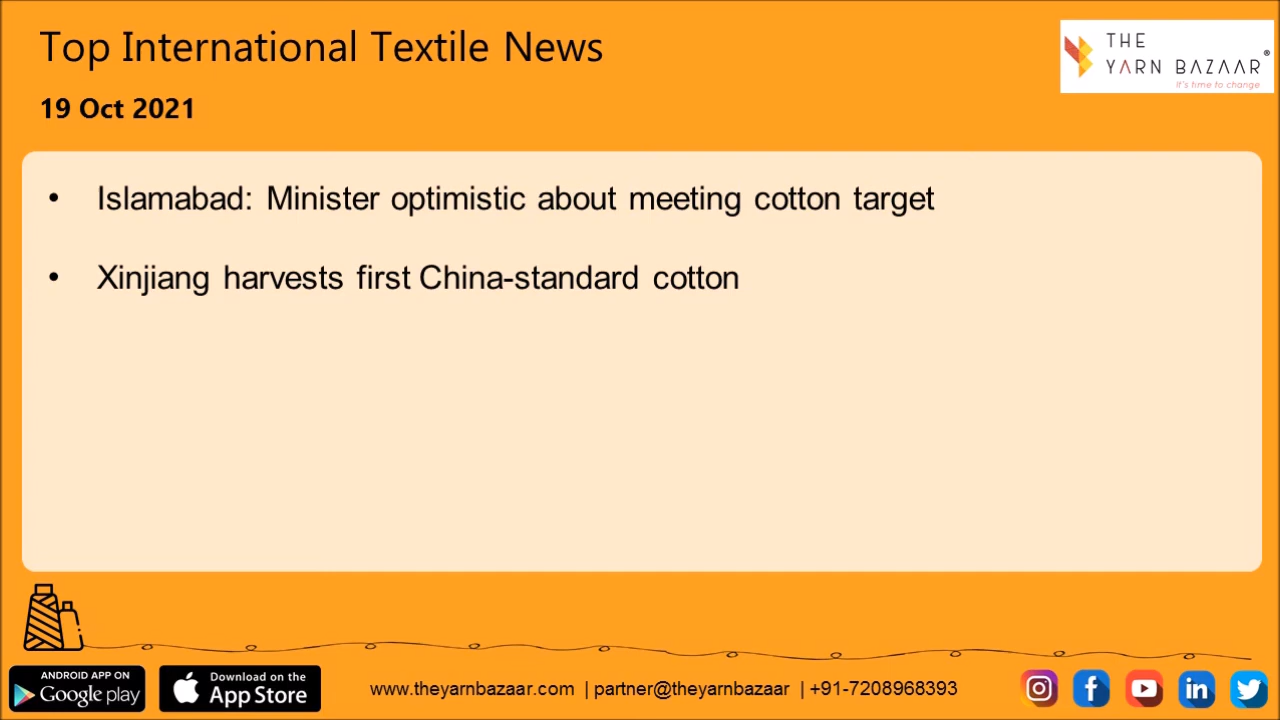 Top International Textile News
19 Oct 2021
THE
YARN BAZAAR®
it's time to change
• Islamabad: Minister optimistic about meeting cotton target
• Xinjiang harvests first China-standard cotton
ANDROID APP ON
Google play
Download on the
App Store
www.theyarnbazaar.com | partner@theyarnbazaar | +91-7208968393